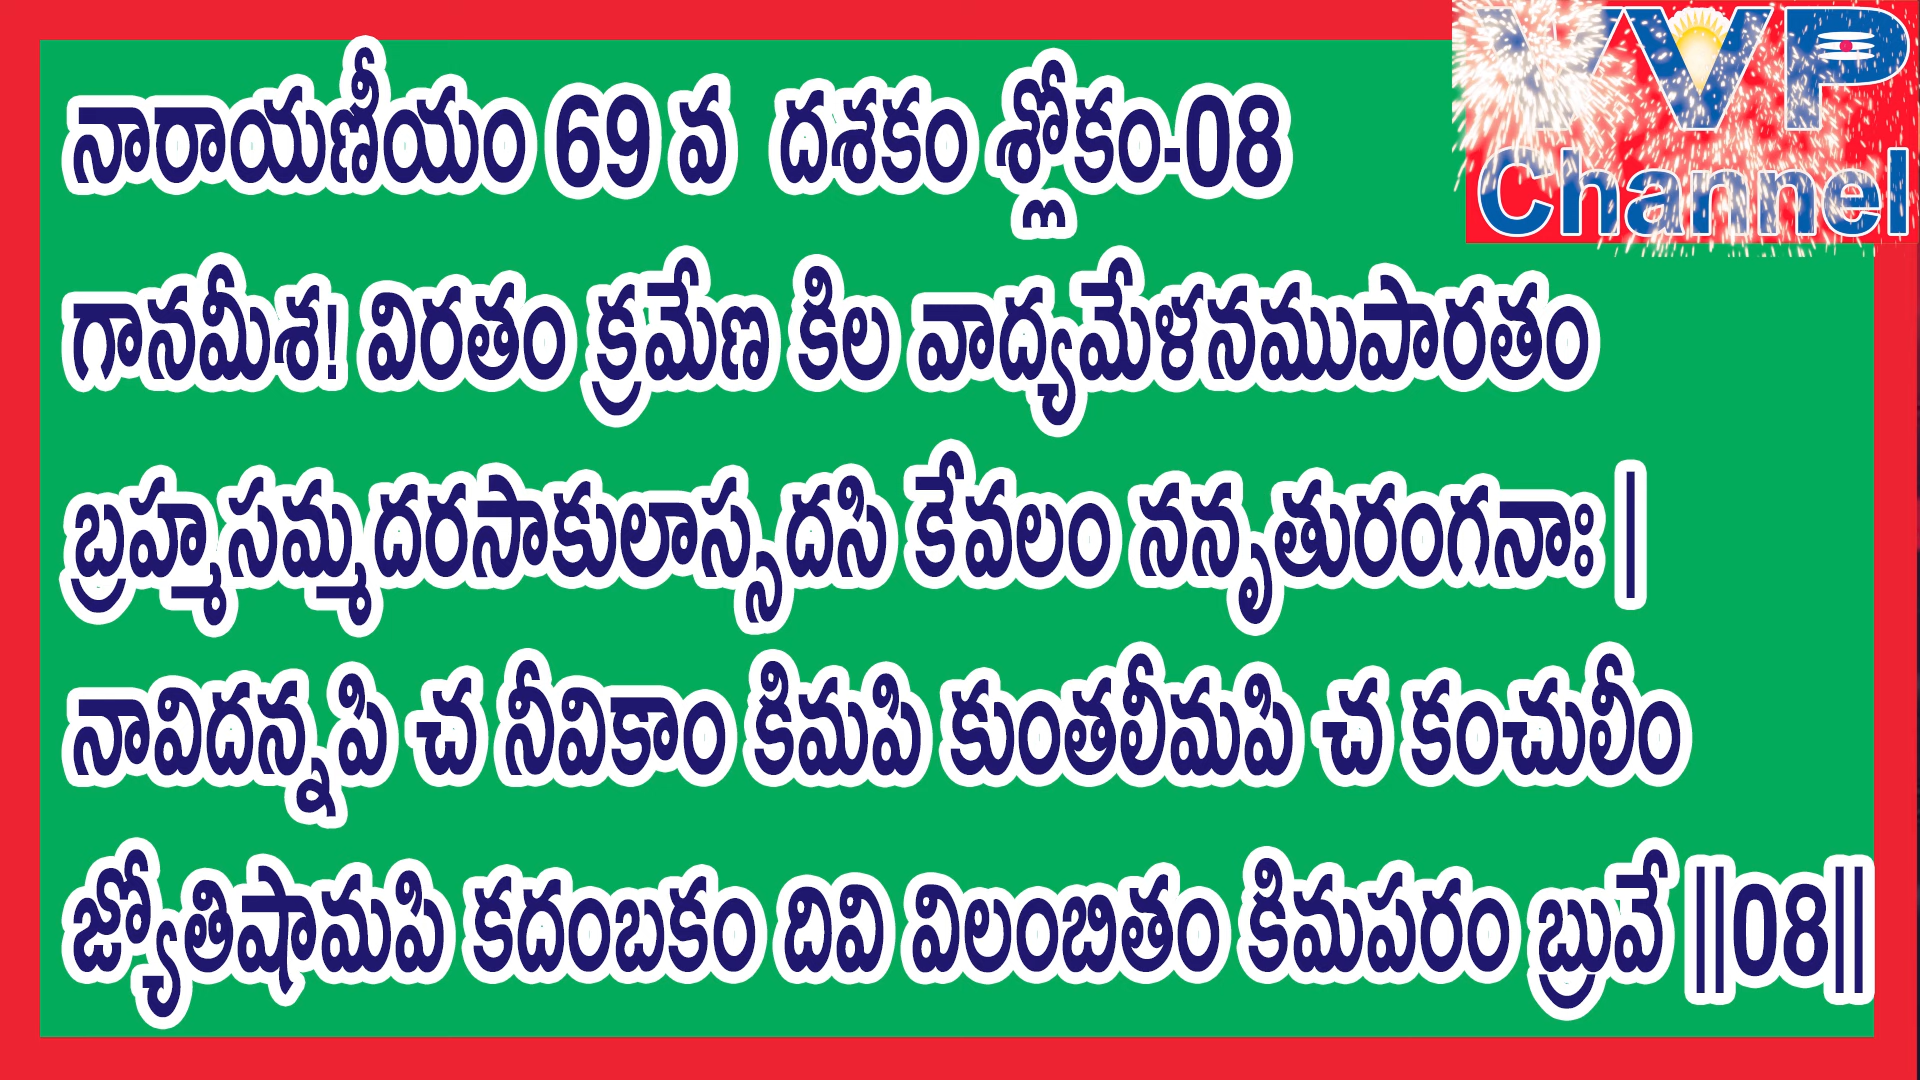 నారాయణీయం 69 వ దశకం శ్లోకం-08
VVP
Channel
గానమీశ! విరతం క్రమేణ కిల వాద్యమేళనముపారతం
బ్రహ్మసమ్మదరసాకులాస్సదసి కేవలం ననృతురంగనాః |
నావిదన్నపి చ నీవికాం కిమపి కుంతలీమపి చ కంచులీం
జ్యోతిషామపి కదంబకం దివి విలంబితం కిమపరం బ్రువే ||08||